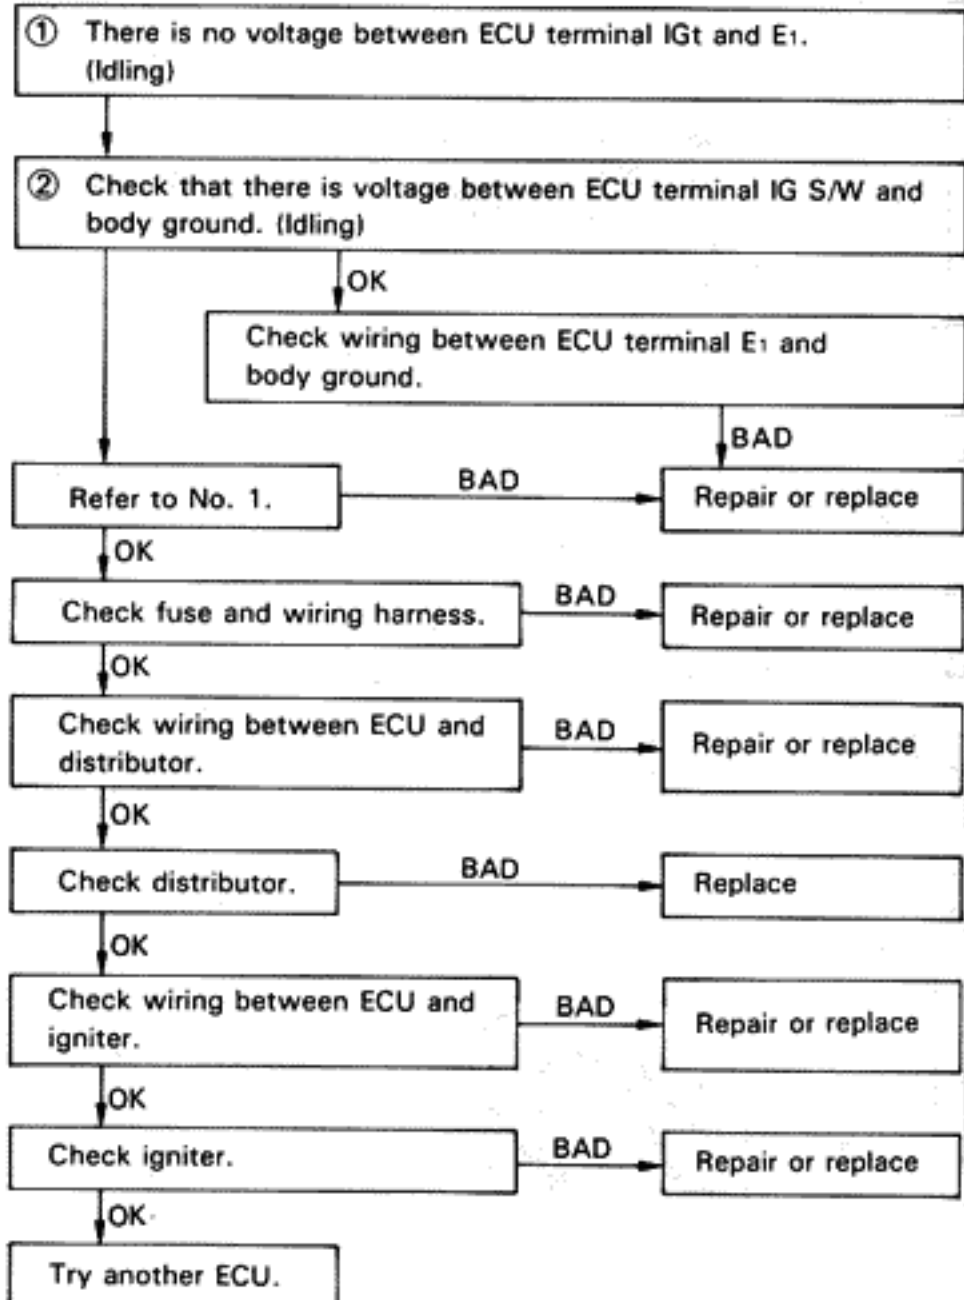 ① There is no voltage between ECU terminal IGt and E₁.
(Idling)
② Check that there is voltage between ECU terminal IG S/W and
body ground. (Idling)
OK
Check wiring between ECU terminal E₁ and
body ground.
BAD
Refer to No. 1.
BAD
Repair or replace
OK
Check fuse and wiring harness.
BAD
Repair or replace
OK
Check wiring between ECU and
distributor.
BAD
Repair or replace
OK
Check distributor.
BAD
Replace
OK
Check wiring between ECU and
igniter.
BAD
Repair or replace
OK
Check igniter.
BAD
Repair or replace
OK
Try another ECU.